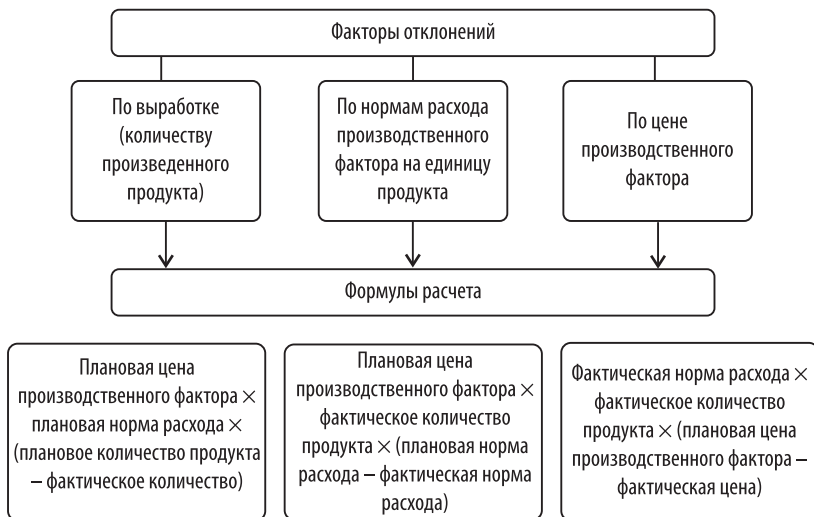 Факторы отклонений
По выработке
(количеству
произведенного
продукта)
По нормам расхода
производственного
фактора на единицу
продукта
По цене
производственного
фактора
Формулы расчета
Плановая цена
производственного фактора ×
плановая норма расхода ×
(плановое количество продукта
– фактическое количество)
Плановая цена
производственного фактора ×
фактическое количество
продукта × (плановая норма
расхода – фактическая норма
расхода)
Фактическая норма расхода ×
фактическое количество
продукта × (плановая цена
производственного фактора –
фактическая цена)